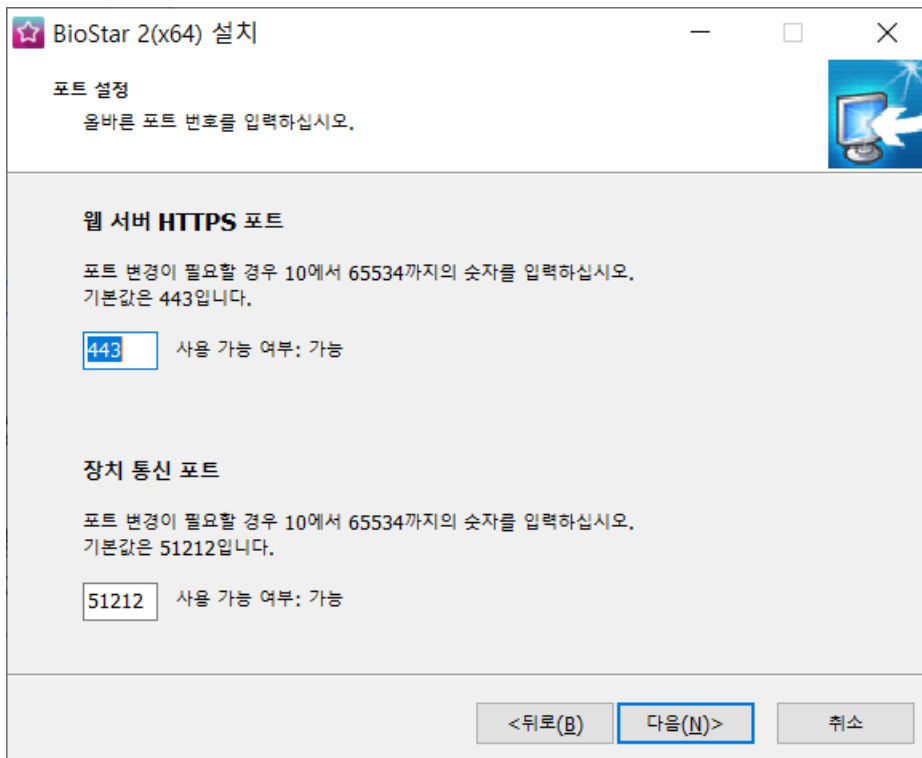 BioStar 2(x64) 설치
포트 설정
올바른 포트 번호를 입력하십시오.
웹 서버 HTTPS 포트
포트 변경이 필요할 경우 10에서 65534까지의 숫자를 입력하십시오.
기본값은 443입니다.
443 사용 가능 여부: 가능
장치 통신 포트
포트 변경이 필요할 경우 10에서 65534까지의 숫자를 입력하십시오.
기본값은 51212입니다.
51212 사용 가능 여부: 가능
<뒤로(B) 다음(N)> 취소